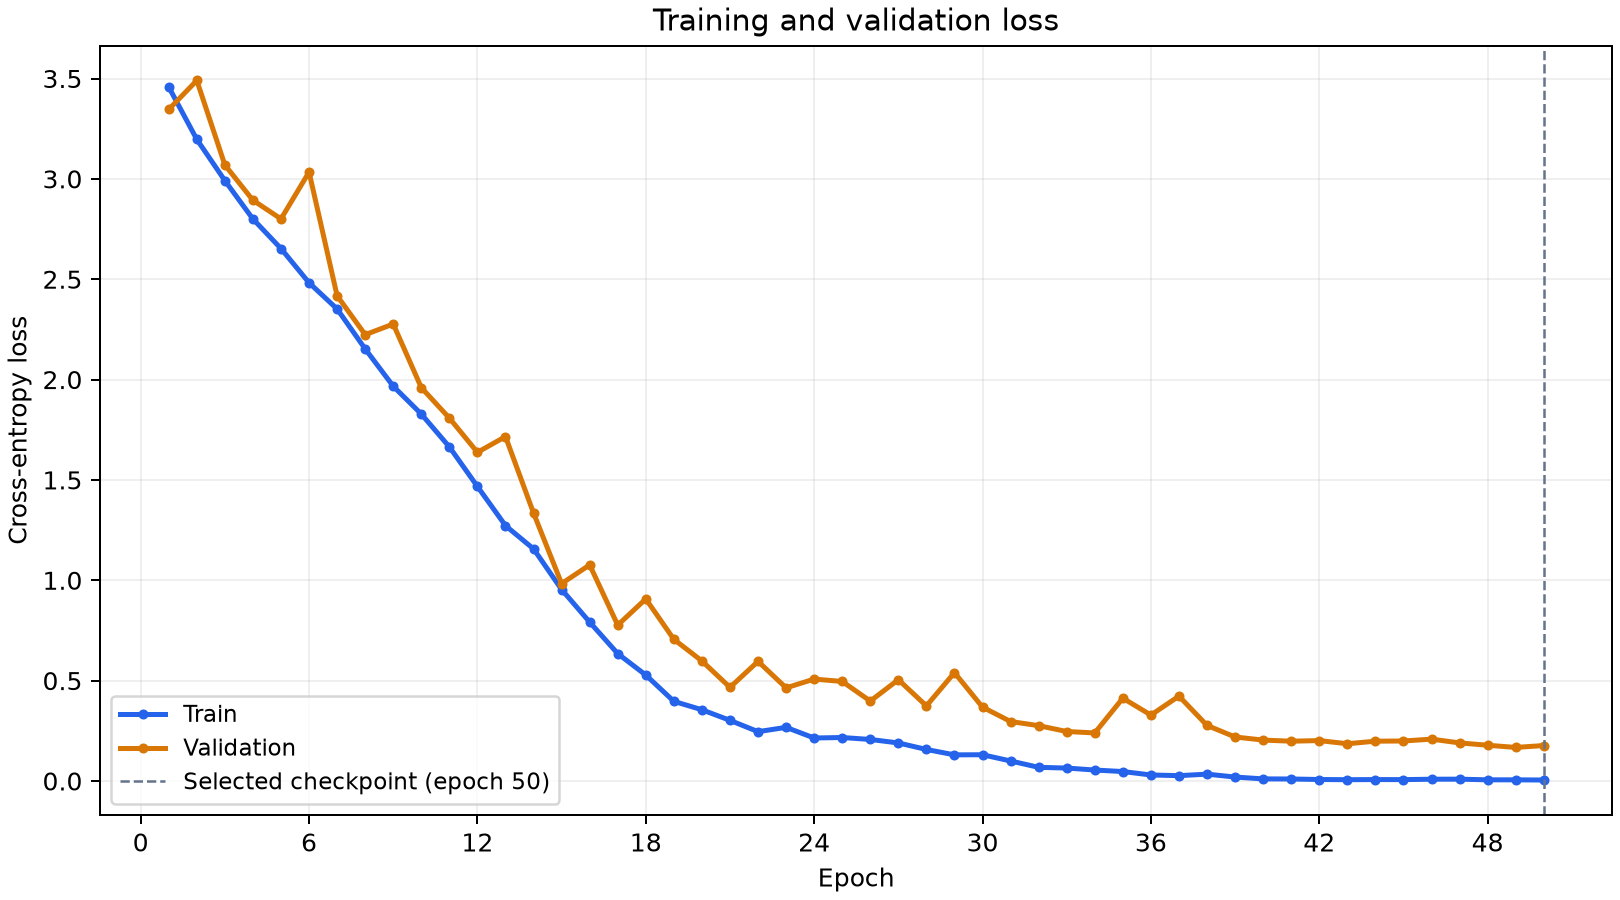 Training and validation loss
3.5
3.0
2.5
2.0
1.5
1.0
0.5
0.0
Cross-entropy loss
Train
Validation
Selected checkpoint (epoch 50)
0 6 12 18 24 30 36 42 48
Epoch